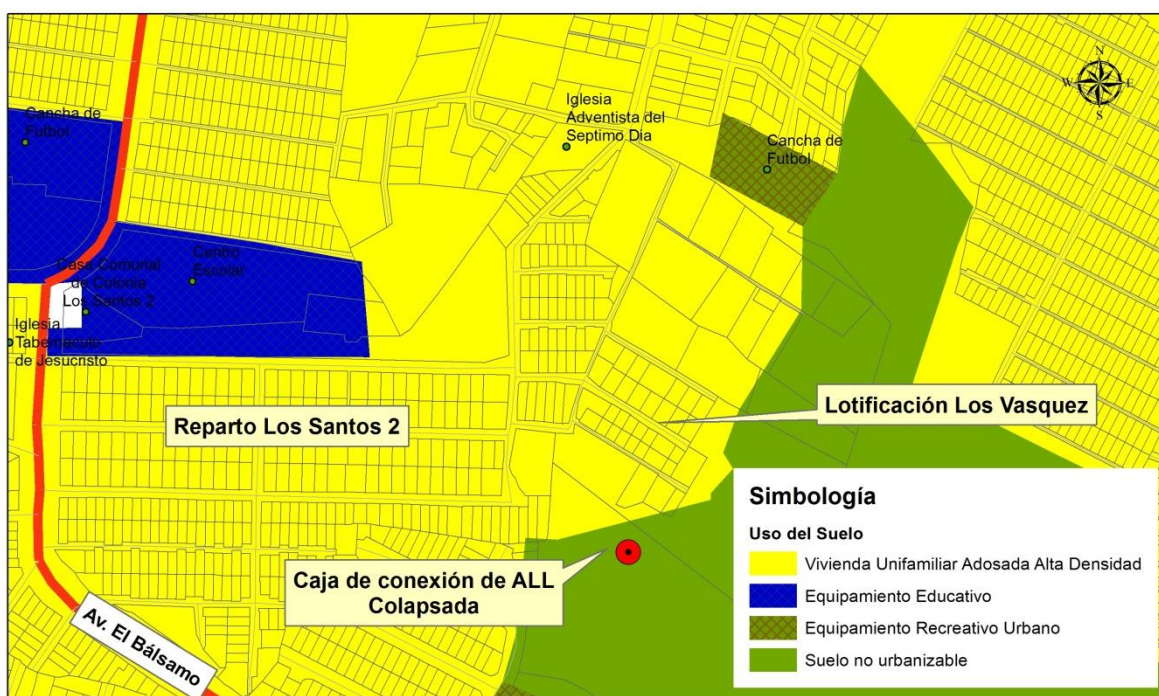 N
W
E
S
Cancha de
Futbol
Iglesia
Adventista del
Septimo Dia
Cancha de
Futbol
Casa Comunal
de Colonia
Los Santos 2
Centro
Escolar
Iglesia
Tabernaculo
de Jesucristo
Reparto Los Santos 2
Lotificación Los Vasquez
Caja de conexión de ALL
Colapsada
Av. El Bálsamo
Simbología
Uso del Suelo
Vivienda Unifamiliar Adosada Alta Densidad
Equipamiento Educativo
Equipamiento Recreativo Urbano
Suelo no urbanizable